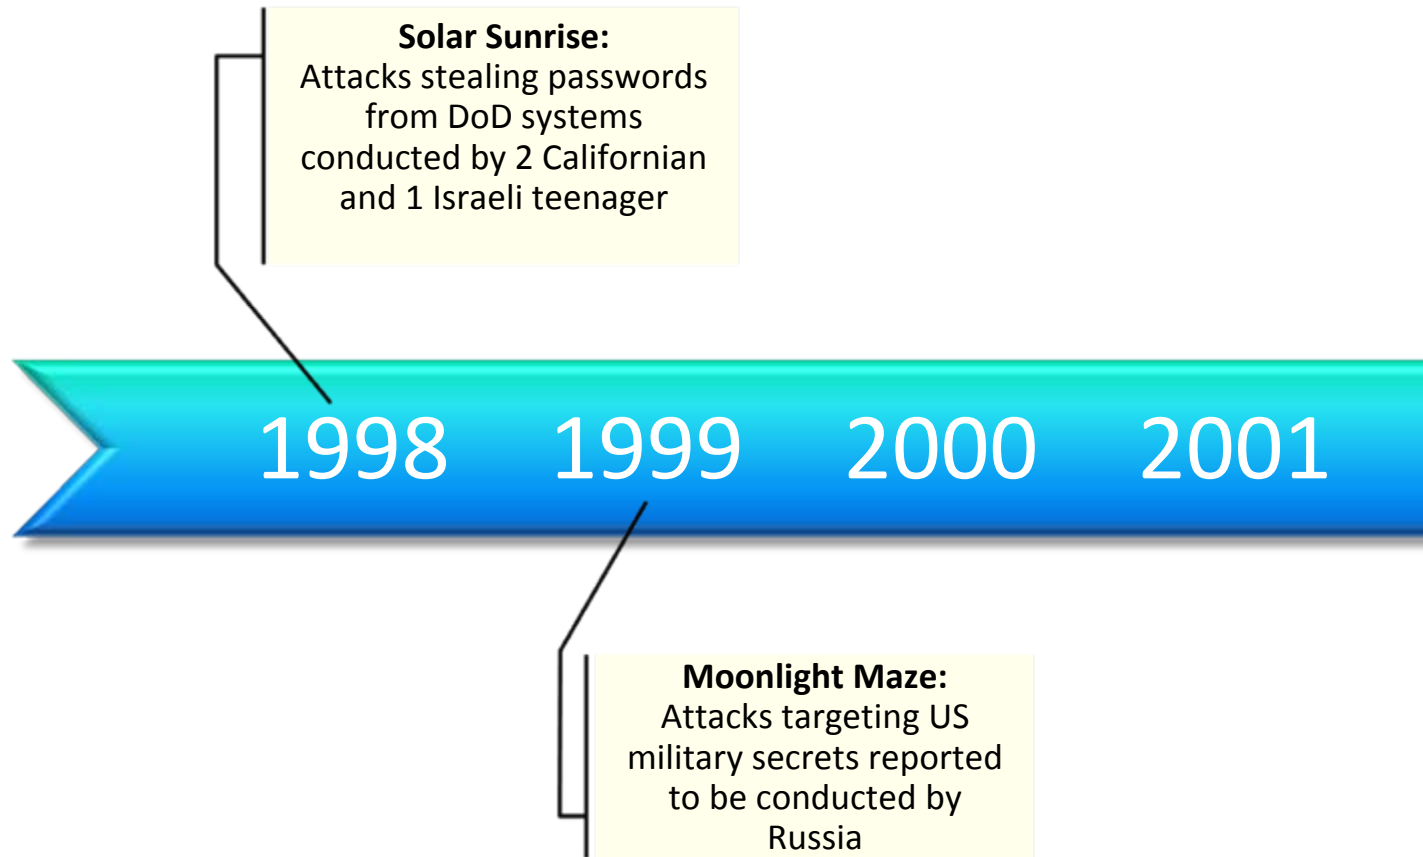 Solar Sunrise:
Attacks stealing passwords
from DoD systems
conducted by 2 Californian
and 1 Israeli teenager
1998 1999 2000 2001
Moonlight Maze:
Attacks targeting US
military secrets reported
to be conducted by
Russia